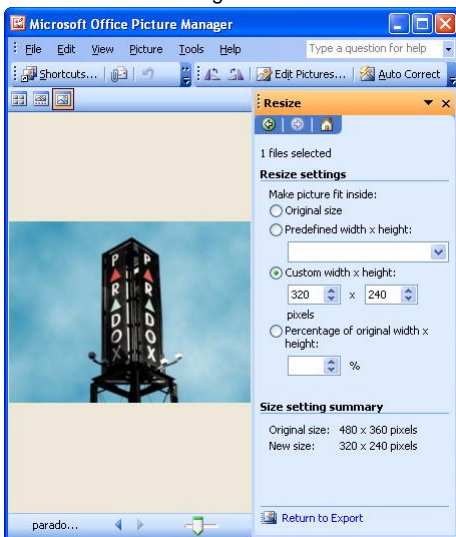 Microsoft Office Picture Manager
File Edit View Picture Tools Help Type a question for help
Shortcuts... Edit Pictures... Auto Correct
Resize
1 files selected
Resize settings
Make picture fit inside:
Original size
Predefined width x height:
Custom width x height:
320 x 240
pixels
Percentage of original width x
height:
%
Size setting summary
Original size: 480 x 360 pixels
New size: 320 x 240 pixels
Return to Export
PARADOX
PARADOX
parado...